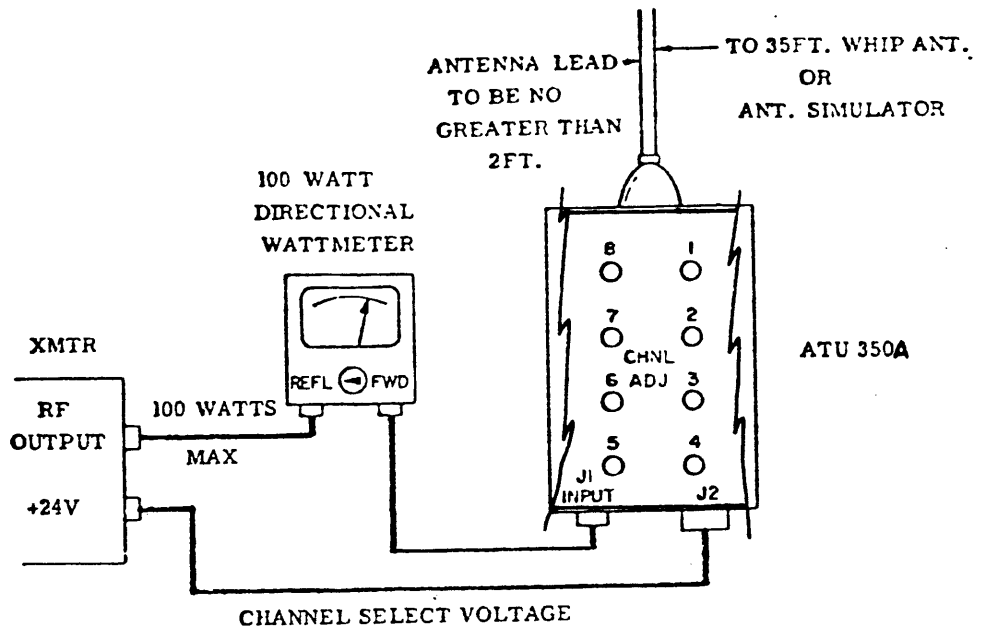 ANTENNA LEAD
TO BE NO
GREATER THAN
2FT.
TO 35FT. WHIP ANT.
OR
ANT. SIMULATOR
100 WATT
DIRECTIONAL
WATTMETER
REFL FWD
XMTR
RF
OUTPUT
+24V
100 WATTS
MAX
8 1
7 2
CHNL
ADJ
6 3
5 4
J1
INPUT
J2
ATU 350A
CHANNEL SELECT VOLTAGE